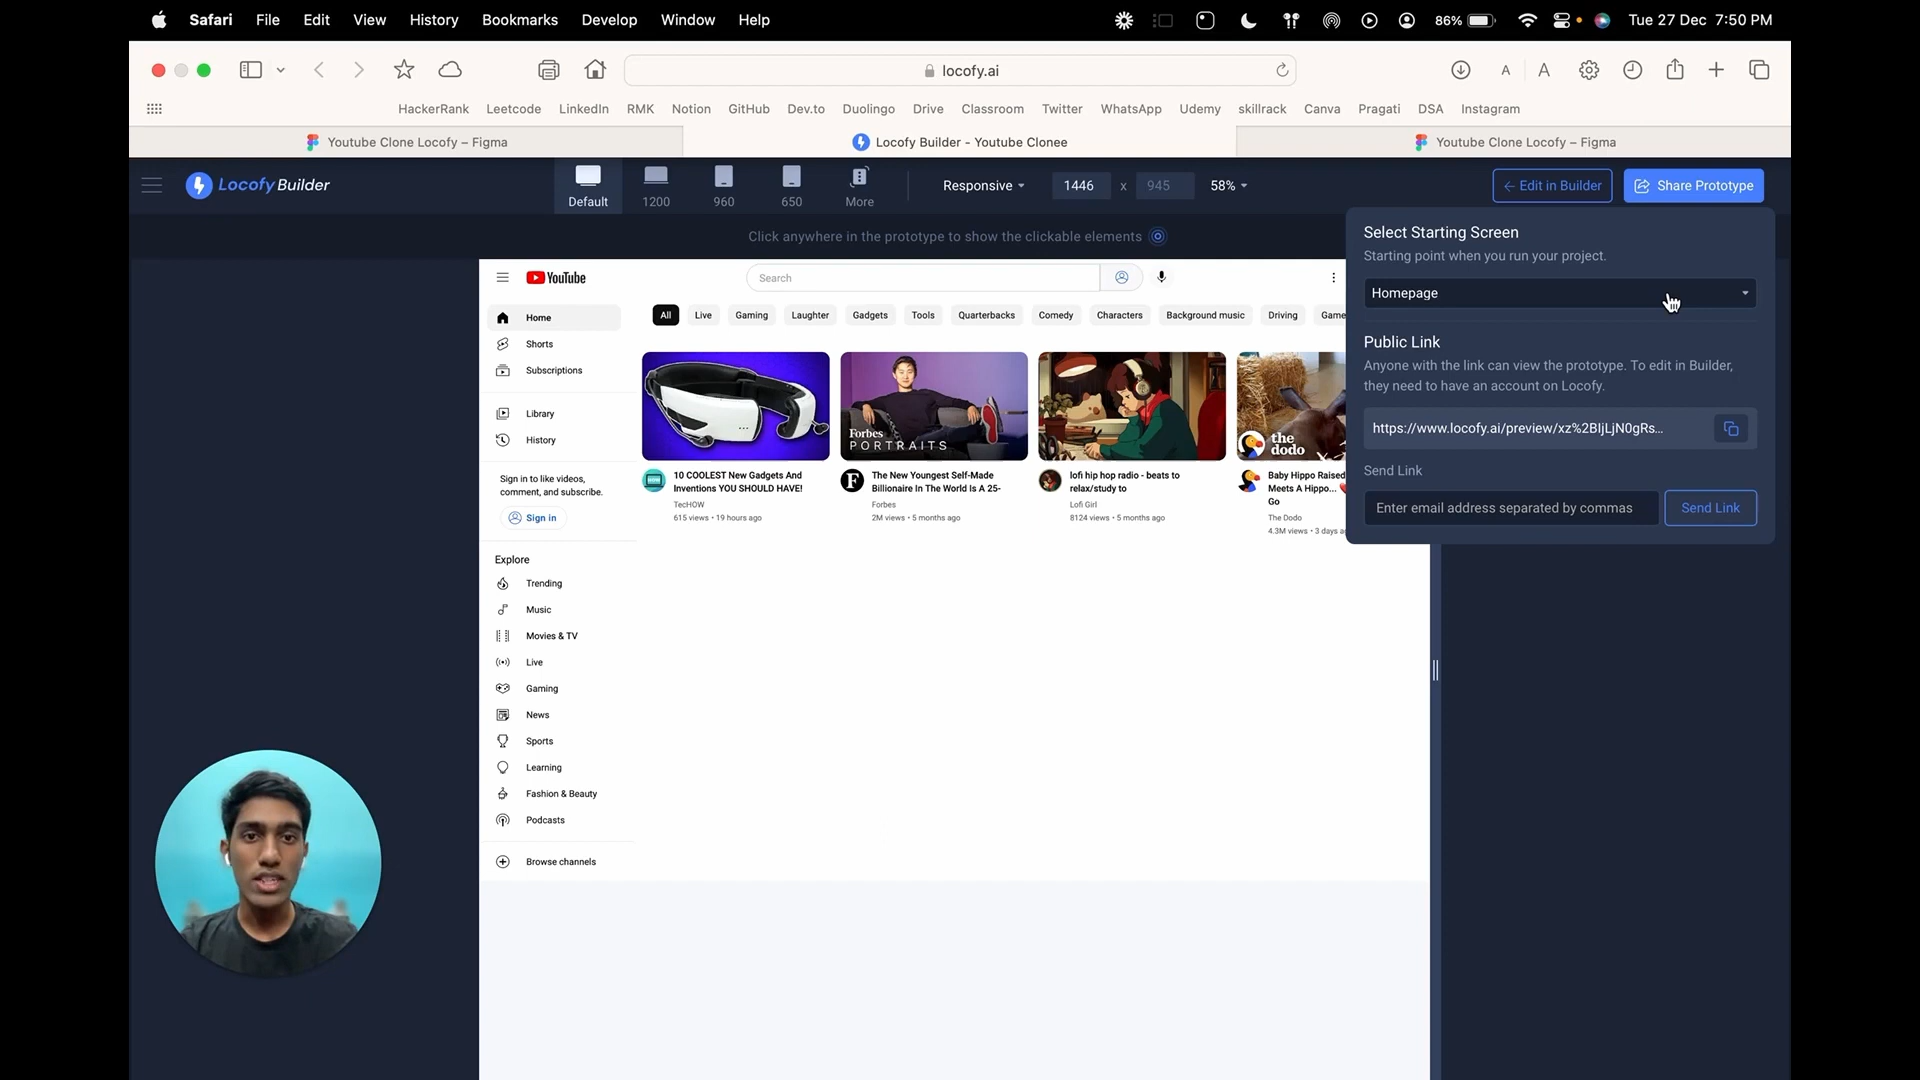 Safari File Edit View History Bookmarks Develop Window Help 86% Tue 27 Dec 7:50 PM
locofy.ai A A
HackerRank Leetcode LinkedIn RMK Notion GitHub Dev.to Duolingo Drive Classroom Twitter WhatsApp Udemy skillrack Canva Pragati DSA Instagram
Youtube Clone Locofy – Figma Locofy Builder - Youtube Clonee Youtube Clone Locofy – Figma
Locofy Builder Default 1200 960 650 More Responsive 1446 x 945 58% ← Edit in Builder Share Prototype
Click anywhere in the prototype to show the clickable elements
Select Starting Screen
Starting point when you run your project.
Homepage
Public Link
Anyone with the link can view the prototype. To edit in Builder,
they need to have an account on Locofy.
https://www.locofy.ai/preview/xz%2BIjLjN0gRs...
Send Link
Enter email address separated by commas Send Link
YouTube Search
All Live Gaming Laughter Gadgets Tools Quarterbacks Comedy Characters Background music Driving Game
Home
Shorts
Subscriptions
Library
History
Sign in to like videos,
comment, and subscribe.
Sign in
Explore
Trending
Music
Movies & TV
Live
Gaming
News
Sports
Learning
Fashion & Beauty
Podcasts
Browse channels
10 COOLEST New Gadgets And
Inventions YOU SHOULD HAVE!
TecHOW
615 views • 19 hours ago
Forbes
PORTRAITS
F
The New Youngest Self-Made
Billionaire In The World Is A 25-
Forbes
2M views • 5 months ago
lofi hip hop radio - beats to
relax/study to
Lofi Girl
8124 views • 5 months ago
the
dodo
Baby Hippo Raised
Meets A Hippo...
Go
The Dodo
4.3M views • 3 days a